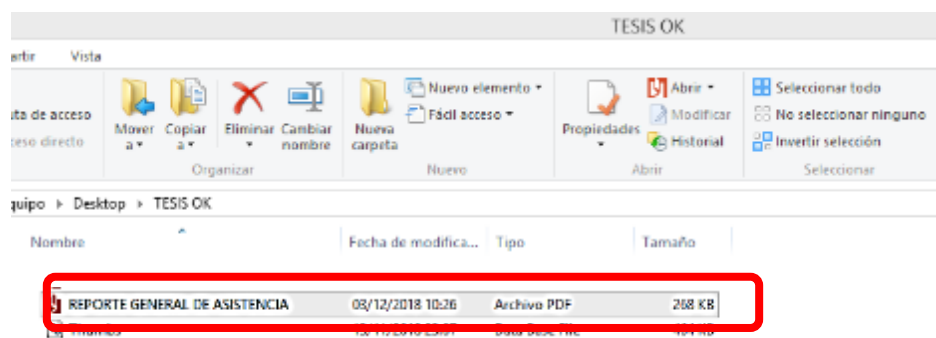 TESIS OK
artir Vista
ta de acceso
eso directo
Mover a
Copiar a
Eliminar
Cambiar nombre
Organizar
Nueva carpeta
Nuevo elemento
Fácil acceso
Nuevo
Propiedades
Abrir
Modificar
Historial
Abrir
Seleccionar todo
No seleccionar ninguno
Invertir selección
Seleccionar
quipo Desktop TESIS OK
Nombre Fecha de modifica... Tipo Tamaño
REPORTE GENERAL DE ASISTENCIA 03/12/2018 10:26 Archivo PDF 268 KB